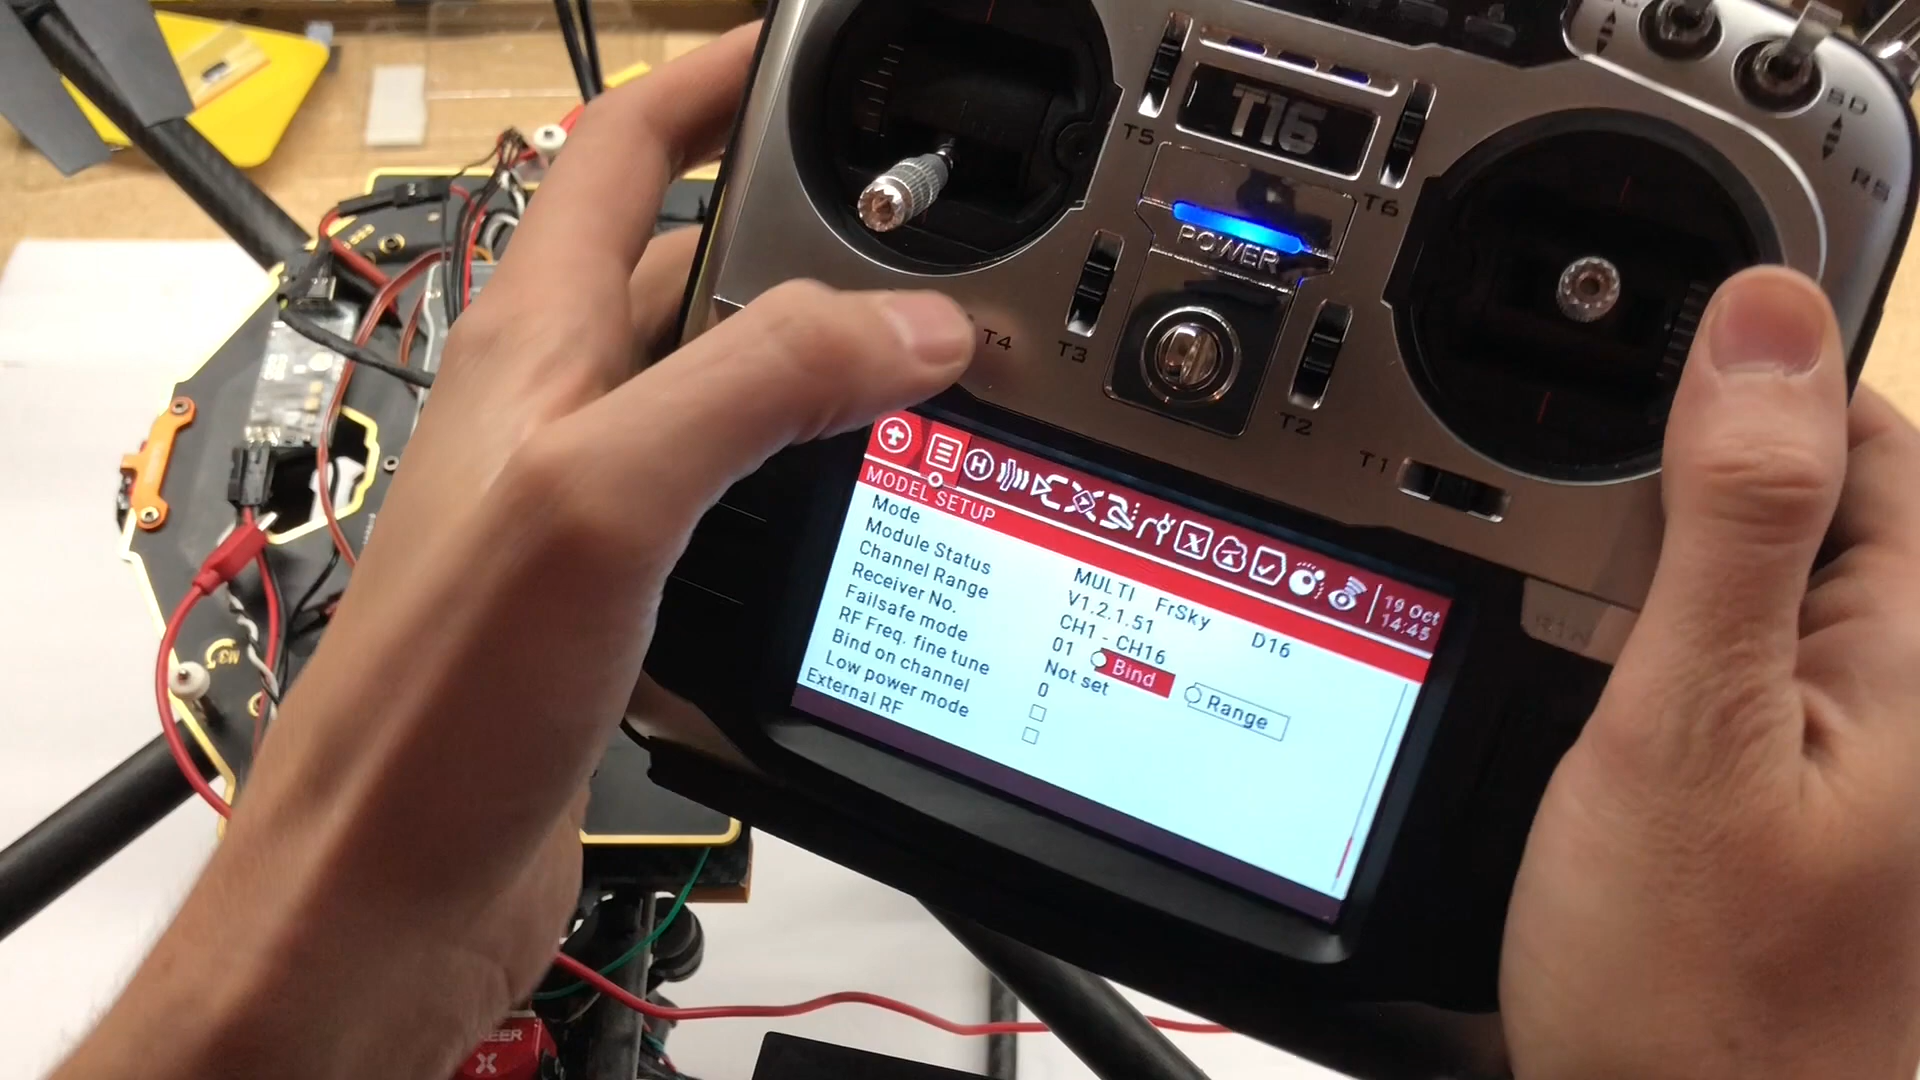 SD
T16
T5
RS
T6
POWER
T4
T3
T2
T1
19 Oct
14:45
MODEL SETUP
Mode MULTI FrSky D16
Module Status V1.2.1.51
Channel Range CH1 - CH16
Receiver No. 01 Bind Range
Failsafe mode Not set
RF Freq. fine tune 0
Bind on channel
Low power mode
External RF
M3
X